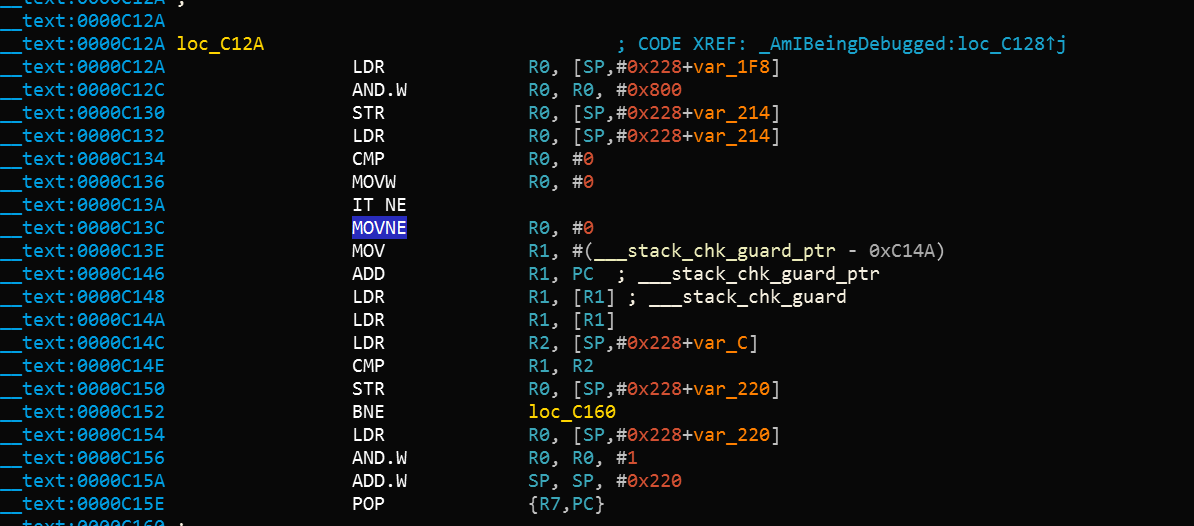 __text:0000C12A ;
__text:0000C12A
__text:0000C12A loc_C12A ; CODE XREF: _AmIBeingDebugged:loc_C128↑j
__text:0000C12A LDR R0, [SP,#0x228+var_1F8]
__text:0000C12C AND.W R0, R0, #0x800
__text:0000C130 STR R0, [SP,#0x228+var_214]
__text:0000C132 LDR R0, [SP,#0x228+var_214]
__text:0000C134 CMP R0, #0
__text:0000C136 MOVW R0, #0
__text:0000C13A IT NE
__text:0000C13C MOVNE R0, #0
__text:0000C13E MOV R1, #(___stack_chk_guard_ptr - 0xC14A)
__text:0000C146 ADD R1, PC ; ___stack_chk_guard_ptr
__text:0000C148 LDR R1, [R1] ; ___stack_chk_guard
__text:0000C14A LDR R1, [R1]
__text:0000C14C LDR R2, [SP,#0x228+var_C]
__text:0000C14E CMP R1, R2
__text:0000C150 STR R0, [SP,#0x228+var_220]
__text:0000C152 BNE loc_C160
__text:0000C154 LDR R0, [SP,#0x228+var_220]
__text:0000C156 AND.W R0, R0, #1
__text:0000C15A ADD.W SP, SP, #0x220
__text:0000C15E POP {R7,PC}
__text:0000C160 ;